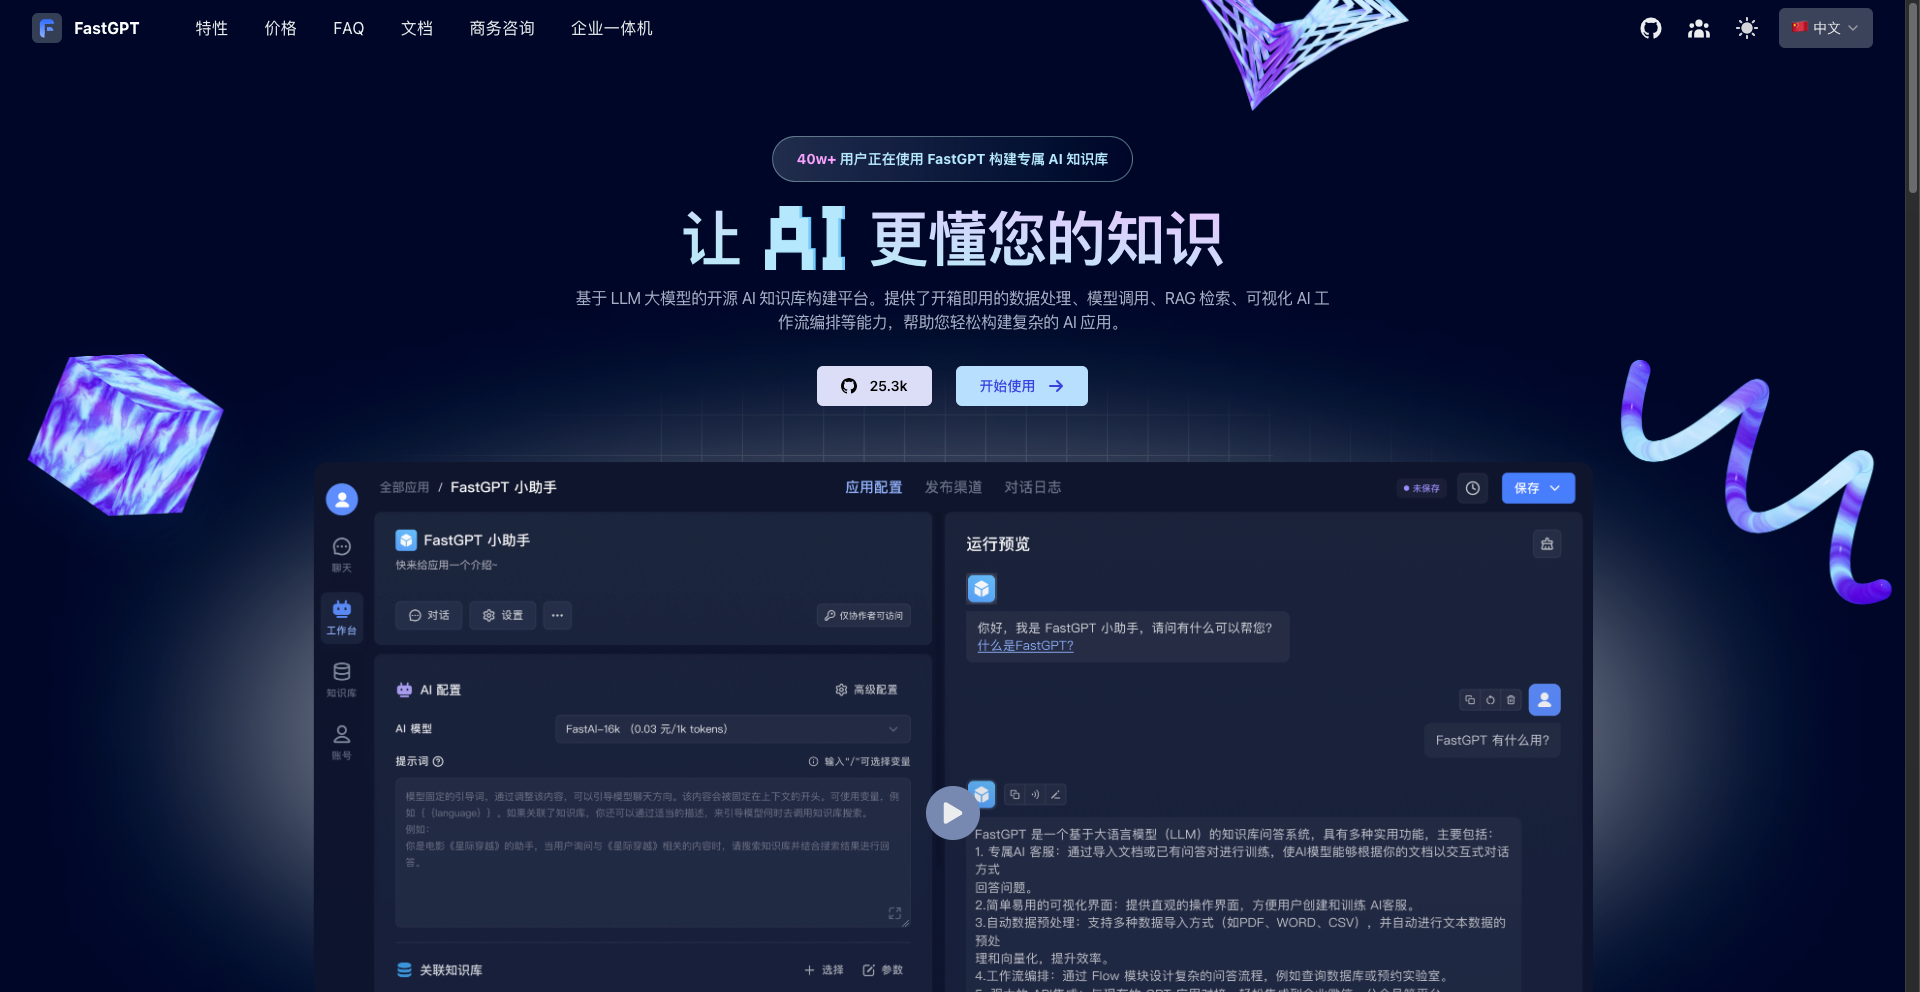 FastGPT
特性
价格
FAQ
文档
商务咨询
企业一体机
中文
40w+ 用户正在使用 FastGPT 构建专属 AI 知识库
让 AI 更懂您的知识
基于 LLM 大模型的开源 AI 知识库构建平台。提供了开箱即用的数据处理、模型调用、RAG 检索、可视化 AI 工
作流编排等能力，帮助您轻松构建复杂的 AI 应用。
25.3k
开始使用
全部应用 / FastGPT 小助手
应用配置
发布渠道
对话日志
未保存
保存
聊天
工作台
知识库
账号
FastGPT 小助手
快来给应用一个介绍~
对话
设置
仅协作者可访问
AI 配置
高级配置
AI 模型
FastAI-16k （0.03 元/1k tokens）
提示词
输入"/"可选择变量
模型固定的引导词，通过调整该内容，可以引导模型聊天方向。该内容会被固定在上下文的开头。可使用变量，例
如｛｛language｝｝。如果关联了知识库，你还可以通过适当的描述，来引导模型何时去调用知识库搜索。
例如：
你是电影《星际穿越》的助手，当用户询问与《星际穿越》相关的内容时，请搜索知识库并结合搜索结果进行回
答。
关联知识库
选择
参数
运行预览
你好，我是 FastGPT 小助手，请问有什么可以帮您？
什么是FastGPT?
FastGPT 有什么用？
FastGPT 是一个基于大语言模型（LLM）的知识库问答系统，具有多种实用功能，主要包括：
1. 专属AI 客服：通过导入文档或已有问答对进行训练，使AI模型能够根据你的文档以交互式对话
方式
回答问题。
2.简单易用的可视化界面：提供直观的操作界面，方便用户创建和训练 AI客服。
3.自动数据预处理：支持多种数据导入方式（如PDF、WORD、CSV），并自动进行文本数据的
预处
理和向量化，提升效率。
4.工作流编排：通过 Flow 模块设计复杂的问答流程，例如查询数据库或预约实验室。